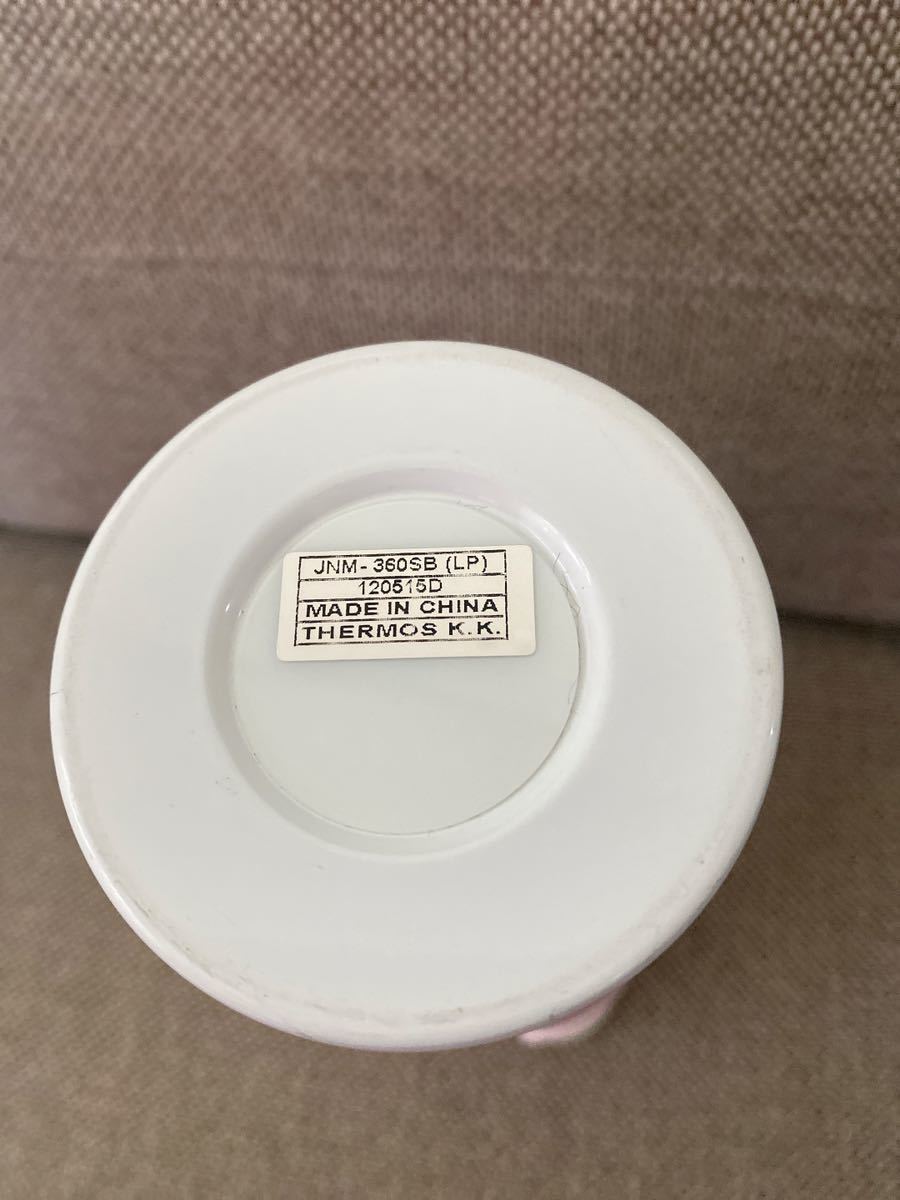 JNM-360SB (LP)
120515D
MADE IN CHINA
THERMOS K.K.